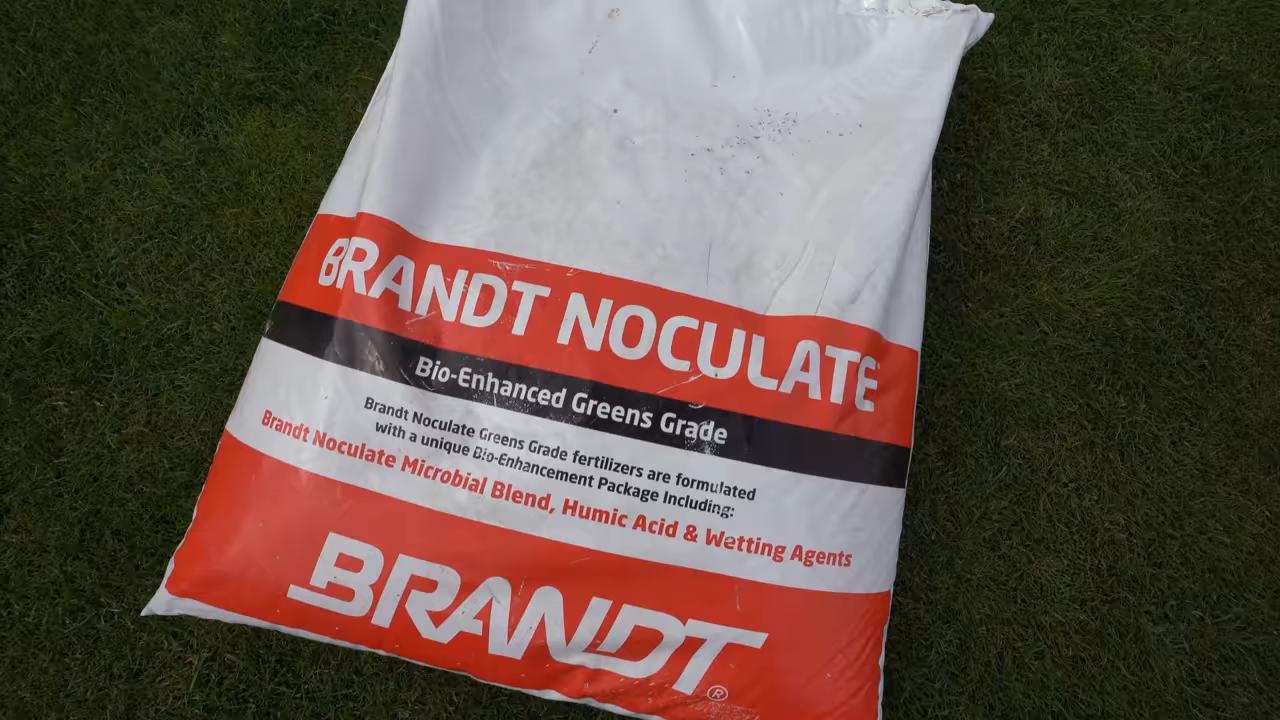 BRANDT NOCULATE
Bio-Enhanced Greens Grade
Brandt Noculate Greens Grade fertilizers are formulated
with a unique Bio-Enhancement Package Including:
Brandt Noculate Microbial Blend, Humic Acid & Wetting Agents
BRANDT®